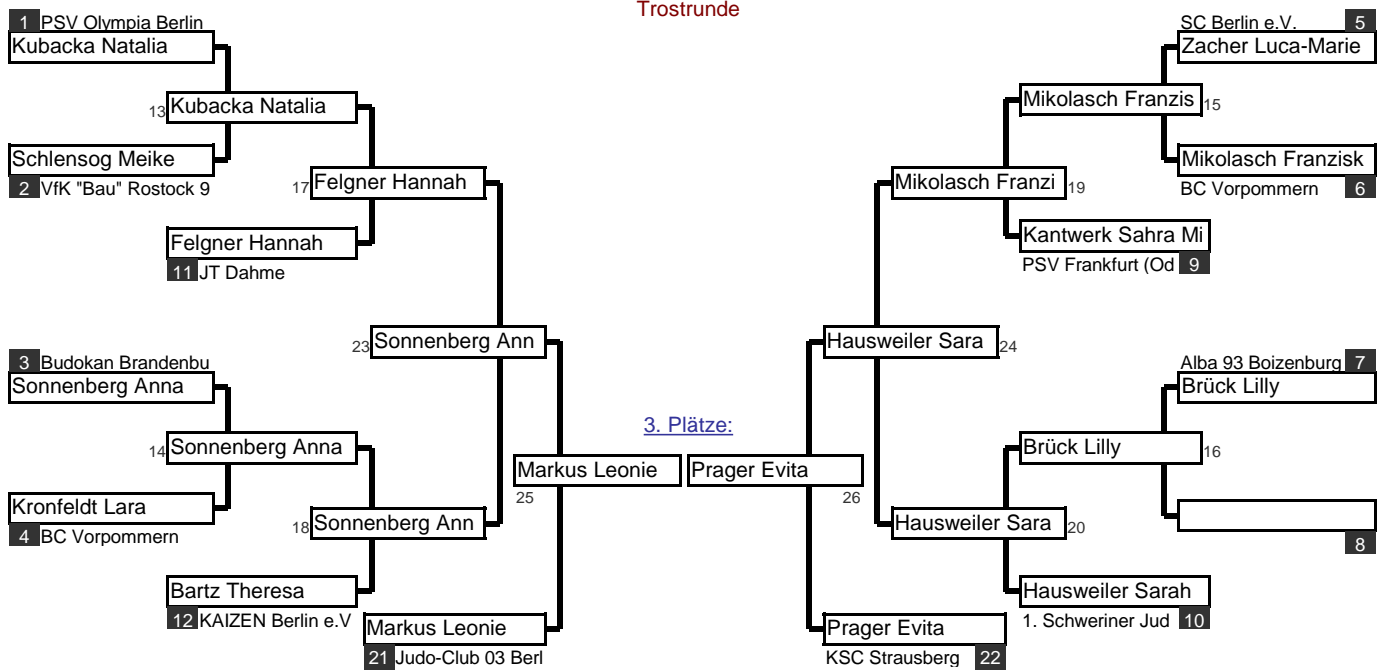 Trostrunde
1 PSV Olympia Berlin
Kubacka Natalia
13 Kubacka Natalia
Schlensog Meike
2 VfK "Bau" Rostock 9
17 Felgner Hannah
Felgner Hannah
11 JT Dahme
23 Sonnenberg Ann
3 Budokan Brandenbu
Sonnenberg Anna
14 Sonnenberg Anna
Kronfeldt Lara
4 BC Vorpommern
18 Sonnenberg Ann
Bartz Theresa
12 KAIZEN Berlin e.V
Markus Leonie
21 Judo-Club 03 Berl
3. Plätze:
Markus Leonie
25
Prager Evita
26
SC Berlin e.V. 5
Zacher Luca-Marie
Mikolasch Franzis 15
Mikolasch Franzisk
BC Vorpommern 6
Mikolasch Franzi 19
Kantwerk Sahra Mi
PSV Frankfurt (Od 9
Hausweiler Sara 24
Alba 93 Boizenburg 7
Brück Lilly
Brück Lilly 16
8
Hausweiler Sara 20
Hausweiler Sarah
1. Schweriner Jud 10
Prager Evita
KSC Strausberg 22